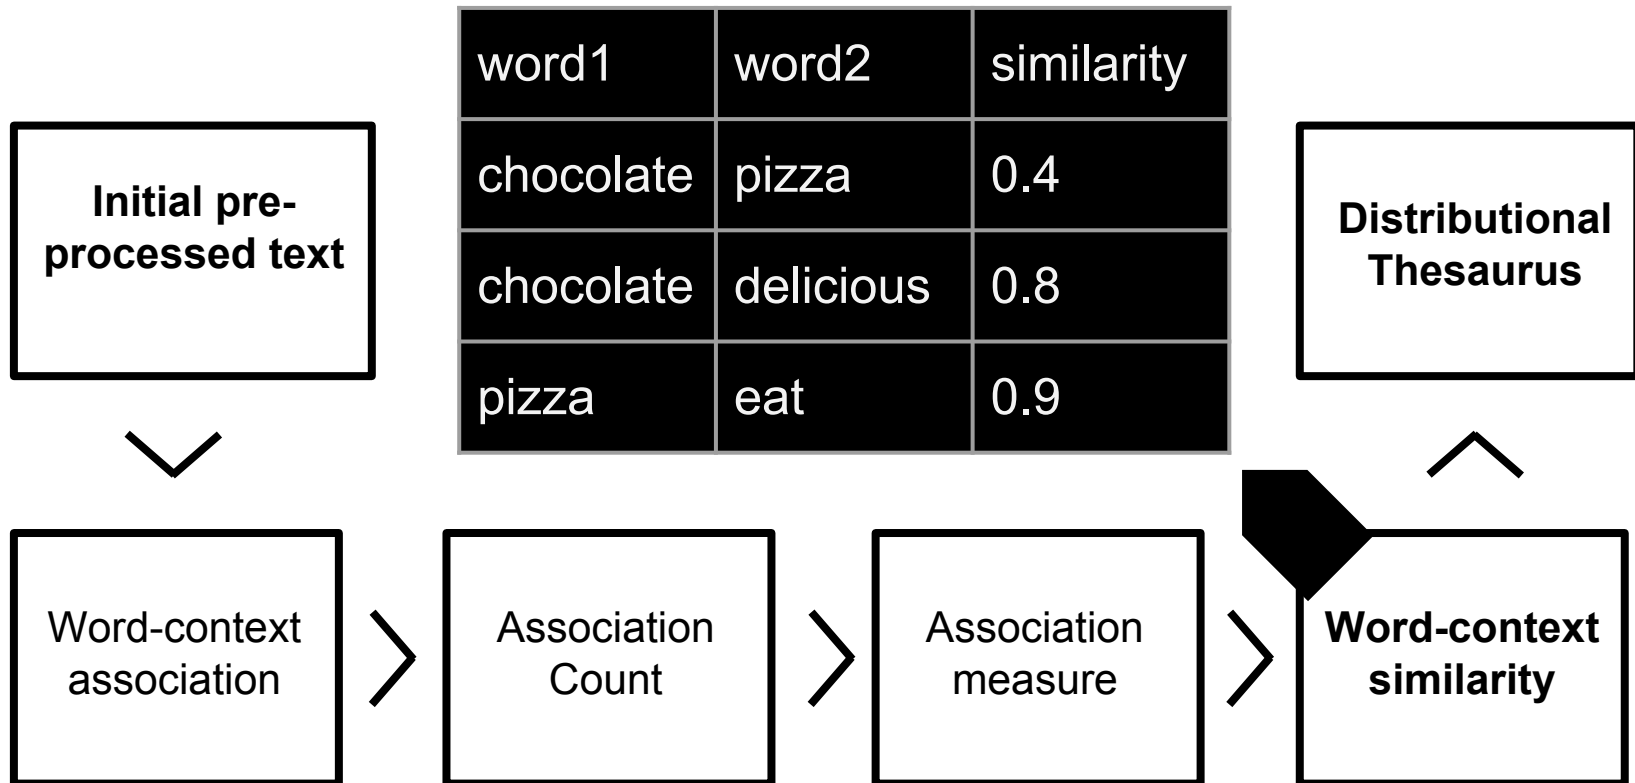 word1 word2 similarity
chocolate pizza 0.4
chocolate delicious 0.8
pizza eat 0.9
Initial pre-
processed text
Distributional
Thesaurus
Word-context
association
Association
Count
Association
measure
Word-context
similarity